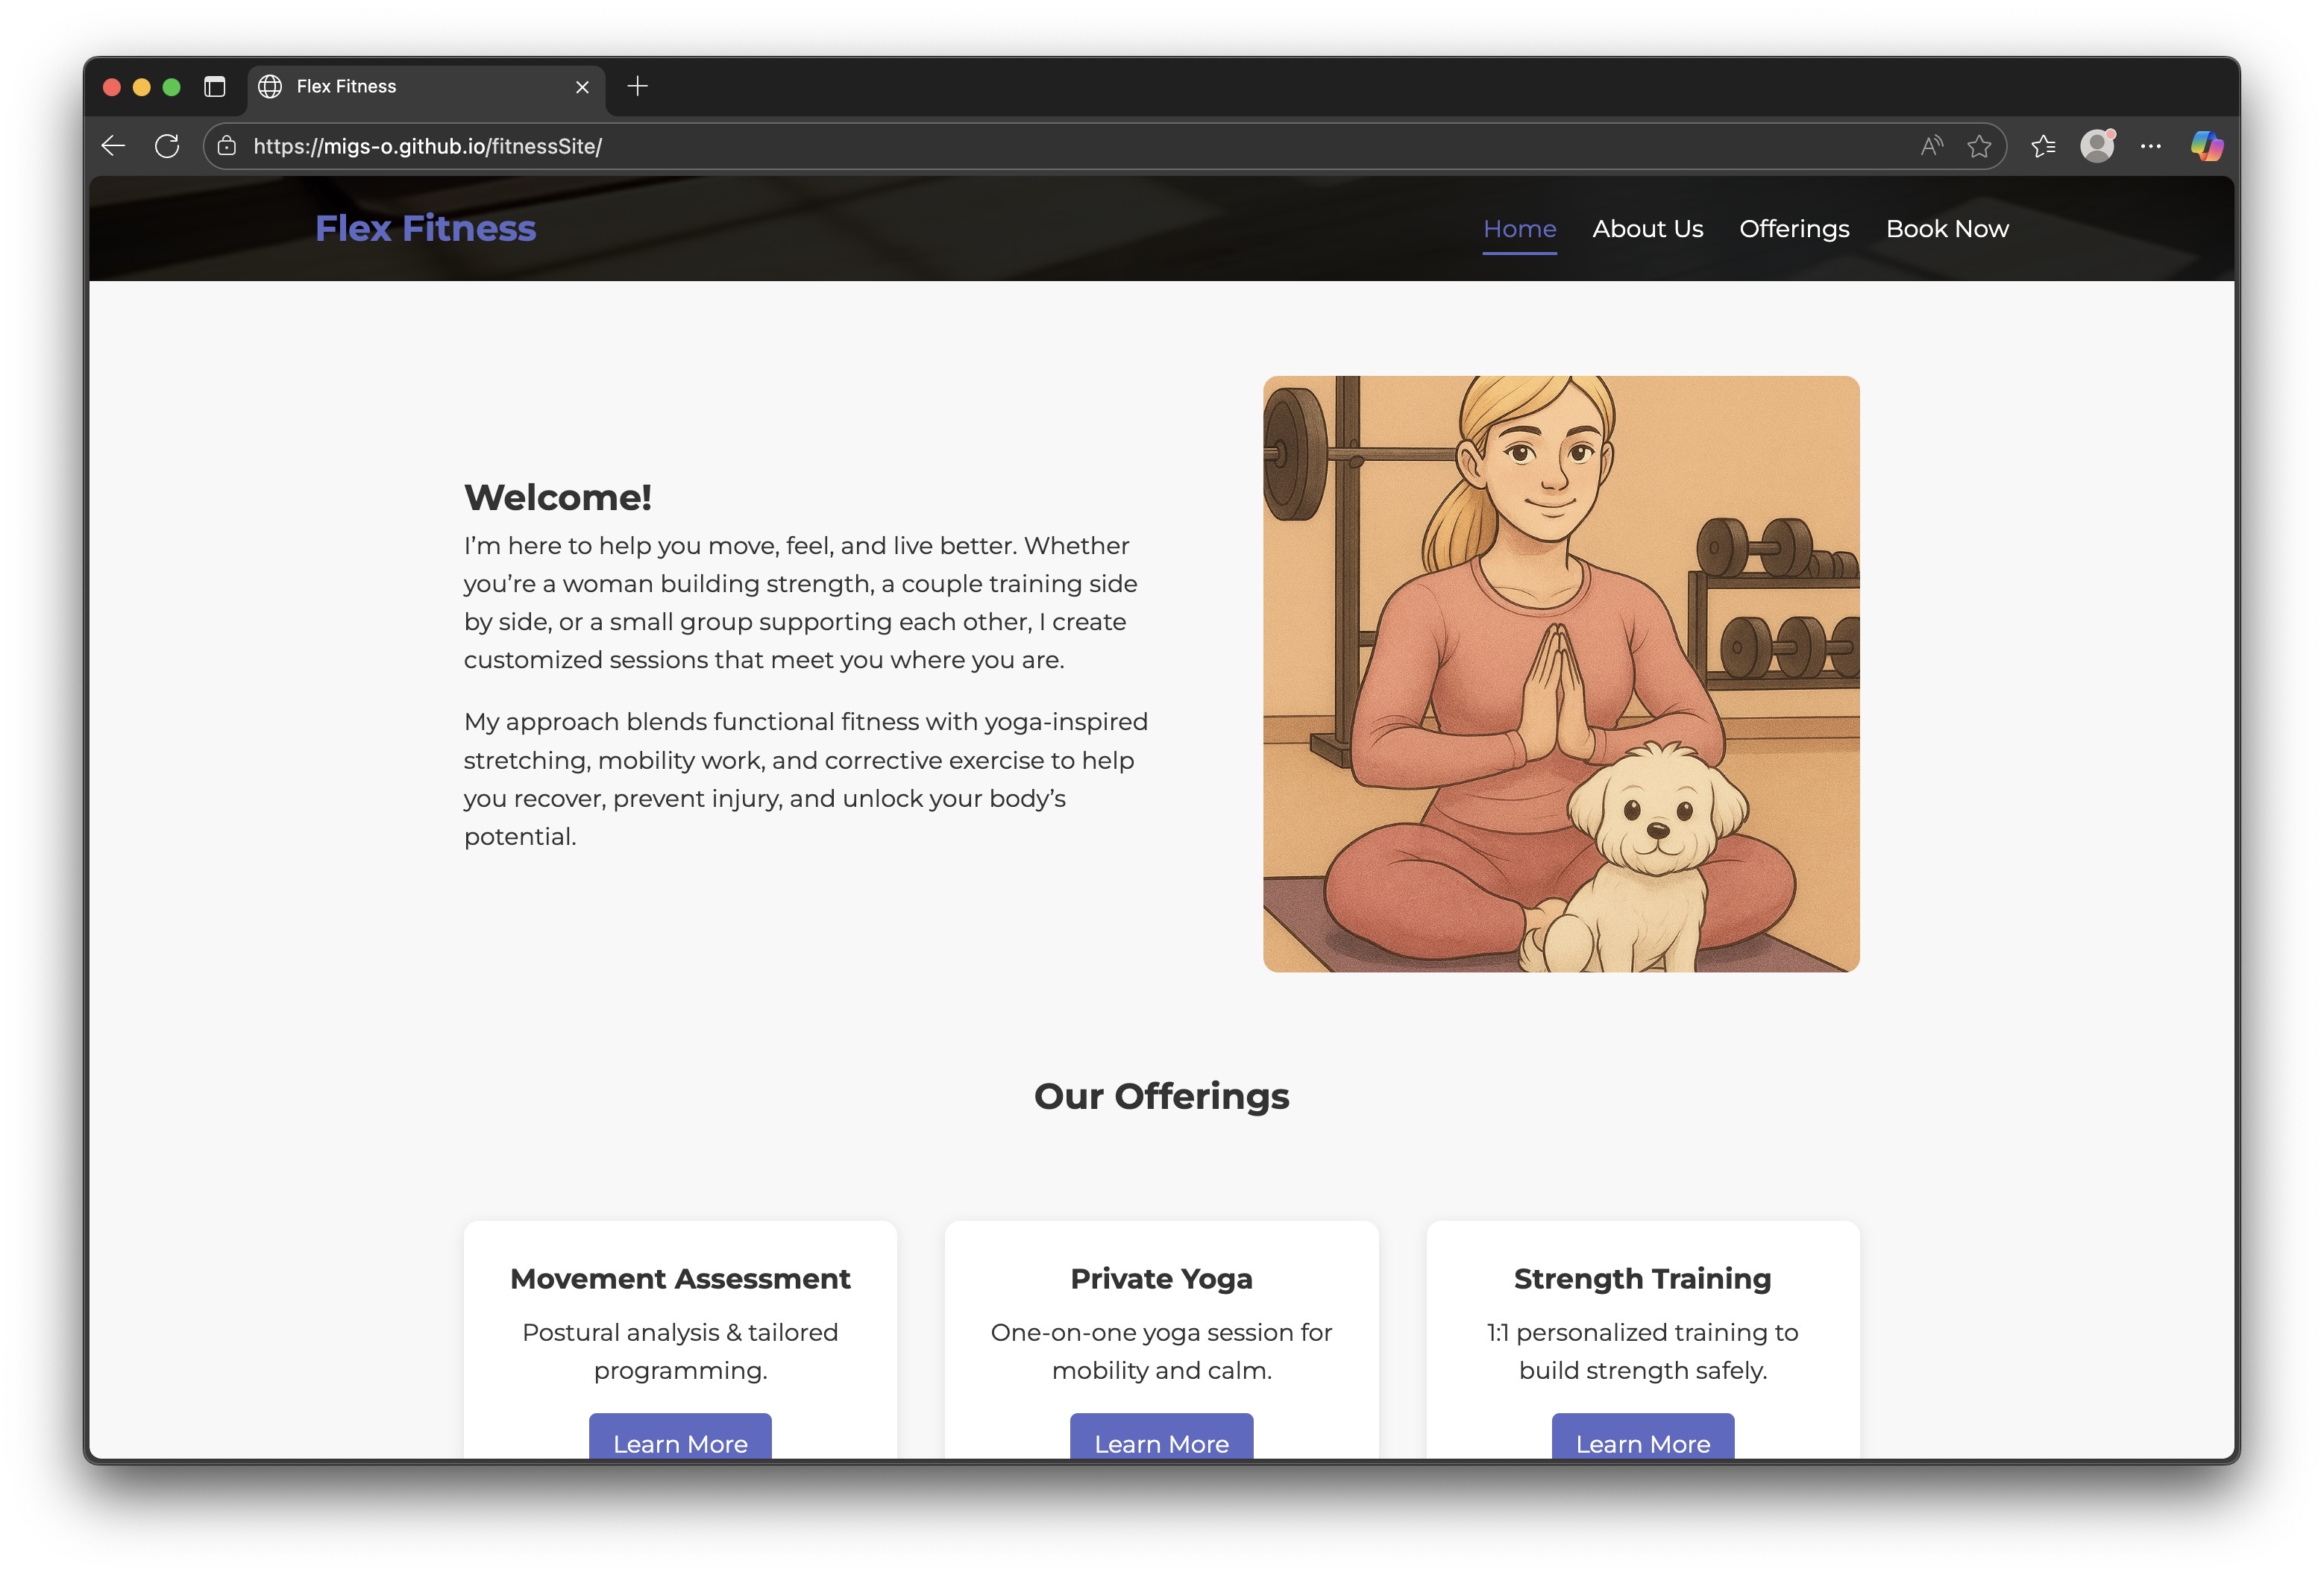 Flex Fitness
https://migs-o.github.io/fitnessSite/
Flex Fitness
Home
About Us
Offerings
Book Now
Welcome!
I’m here to help you move, feel, and live better. Whether
you’re a woman building strength, a couple training side
by side, or a small group supporting each other, I create
customized sessions that meet you where you are.
My approach blends functional fitness with yoga-inspired
stretching, mobility work, and corrective exercise to help
you recover, prevent injury, and unlock your body’s
potential.
Our Offerings
Movement Assessment
Postural analysis & tailored
programming.
Learn More
Private Yoga
One-on-one yoga session for
mobility and calm.
Learn More
Strength Training
1:1 personalized training to
build strength safely.
Learn More